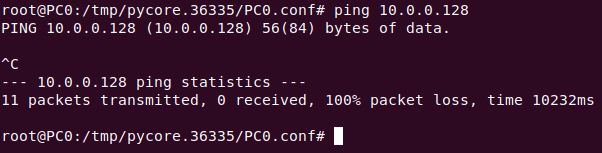 root@PC0:/tmp/pycore.36335/PC0.conf# ping 10.0.0.128
PING 10.0.0.128 (10.0.0.128) 56(84) bytes of data.
^C
--- 10.0.0.128 ping statistics ---
11 packets transmitted, 0 received, 100% packet loss, time 10232ms
root@PC0:/tmp/pycore.36335/PC0.conf#